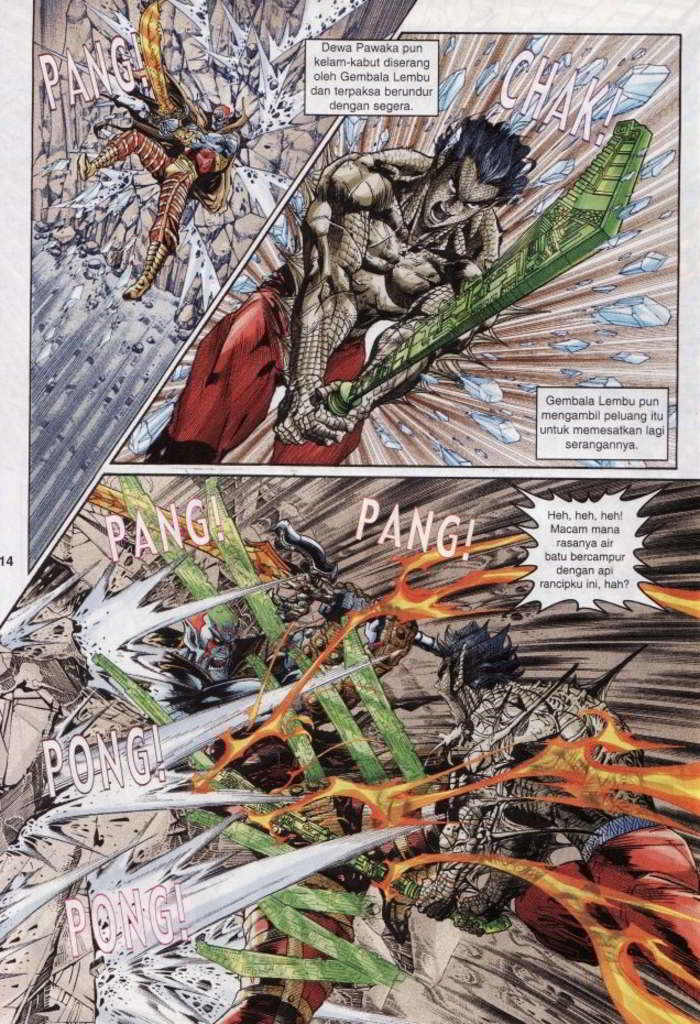 PANG!
Dewa Pawaka pun
kelam-kabut diserang
oleh Gembala Lembu
dan terpaksa berundur
dengan segera.
CHAK!
Gembala Lembu pun
mengambil peluang itu
untuk memesatkan lagi
serangannya.
14
PANG!
PANG!
Heh, heh, heh!
Macam mana
rasanya air
batu bercampur
dengan api
rancipku ini, hah?
PONG!
PONG!